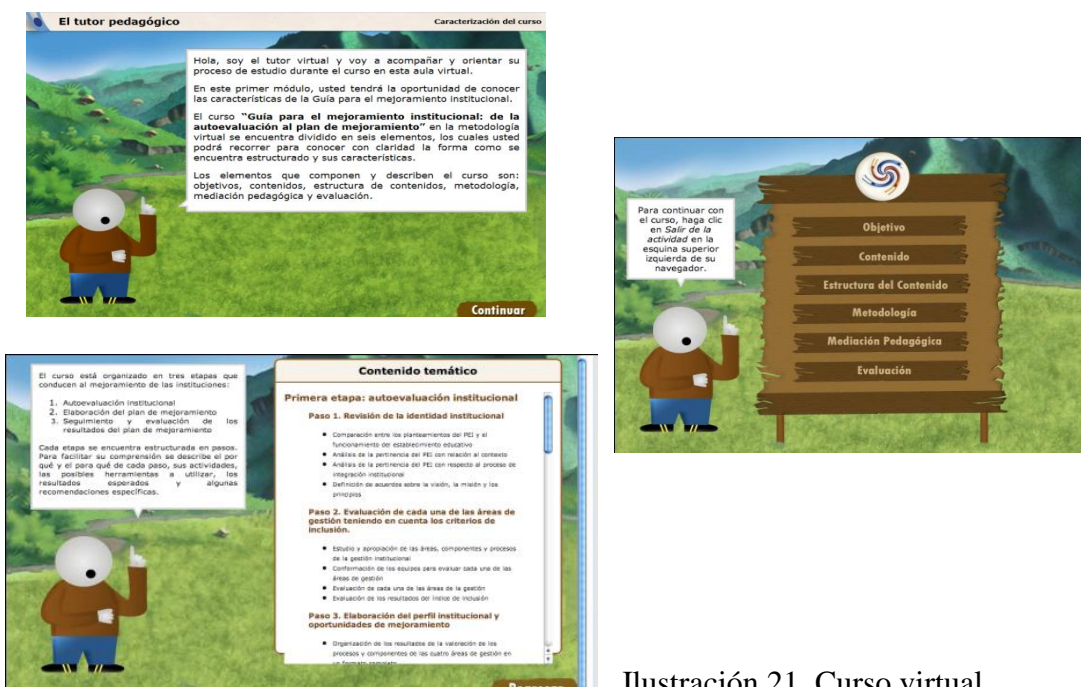 El tutor pedagógico
Caracterización del curso
Hola, soy el tutor virtual y voy a acompañar y orientar su
proceso de estudio durante el curso en esta aula virtual.
En este primer módulo, usted tendrá la oportunidad de conocer
las características de la Guía para el mejoramiento institucional.
El curso "Guía para el mejoramiento institucional: de la
autoevaluación al plan de mejoramiento" en la metodología
virtual se encuentra dividido en seis elementos, los cuales usted
podrá recorrer para conocer con claridad la forma como se
encuentra estructurado y sus características.
Los elementos que componen y describen el curso son:
objetivos, contenidos, estructura de contenidos, metodología,
mediación pedagógica y evaluación.
Continuar
Para continuar con
el curso, haga clic
en Salir de la
actividad en la
esquina superior
izquierda de su
navegador.
Objetivo
Contenido
Estructura del Contenido
Metodología
Mediación Pedagógica
Evaluación
El curso está organizado en tres etapas que
conducen al mejoramiento de las instituciones:
1. Autoevaluación institucional
2. Elaboración del plan de mejoramiento
3. Seguimiento y evaluación de los
resultados del plan de mejoramiento
Cada etapa se encuentra estructurada en pasos.
Para facilitar su comprensión se describe el por
qué y el para qué de cada paso, sus actividades,
las posibles herramientas a utilizar, los
resultados esperados y algunas
recomendaciones específicas.
Contenido temático
Primera etapa: autoevaluación institucional
Paso 1. Revisión de la identidad institucional
Comparación entre los planteamientos del PEI y el
funcionamiento del establecimiento educativo
Análisis de la pertinencia del PEI con relación al contexto
Análisis de la pertinencia del PEI con respecto al proceso de
integración institucional
Definición de acuerdos sobre la visión, la misión y los
principios
Paso 2. Evaluación de cada una de las áreas de
gestión teniendo en cuenta los criterios de
inclusión.
Estudio y apropiación de las áreas, componentes y procesos
de la gestión institucional
Conformación de los equipos para evaluar cada una de las
áreas de gestión
Evaluación de cada una de las áreas de la gestión
Evaluación de los resultados del índice de inclusión
Paso 3. Elaboración del perfil institucional y
oportunidades de mejoramiento
Organización de los resultados de la valoración de los
procesos y componentes de las cuatro áreas de gestión en
un formato completo
Ilustración 21. Curso virtual